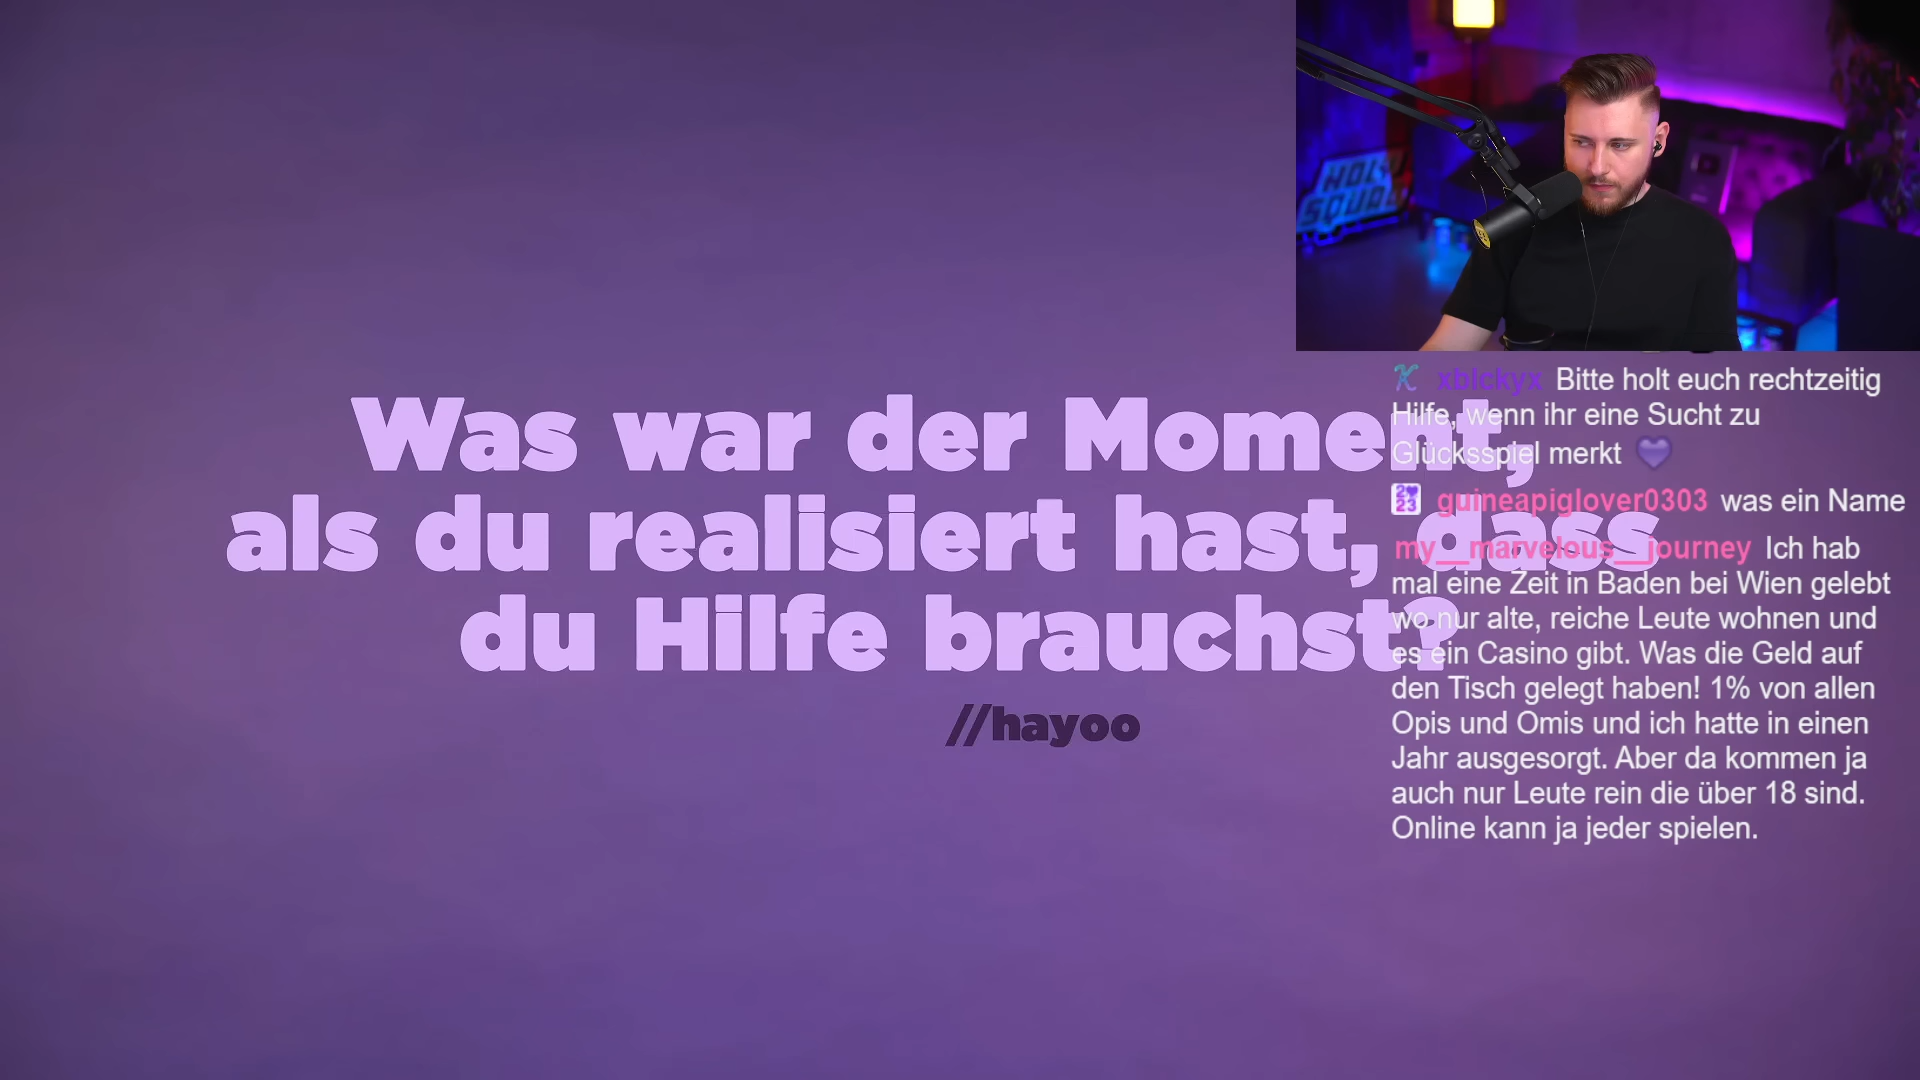 HOLY
SQUAD
Was war der Moment,
als du realisiert hast, dass
du Hilfe brauchst?
//hayoo
xbickyx Bitte holt euch rechtzeitig
Hilfe, wenn ihr eine Sucht zu
Glücksspiel merkt
guineapiglover0303 was ein Name
my__marvelous__journey Ich hab
mal eine Zeit in Baden bei Wien gelebt
wo nur alte, reiche Leute wohnen und
es ein Casino gibt. Was die Geld auf
den Tisch gelegt haben! 1% von allen
Opis und Omis und ich hatte in einen
Jahr ausgesorgt. Aber da kommen ja
auch nur Leute rein die über 18 sind.
Online kann ja jeder spielen.